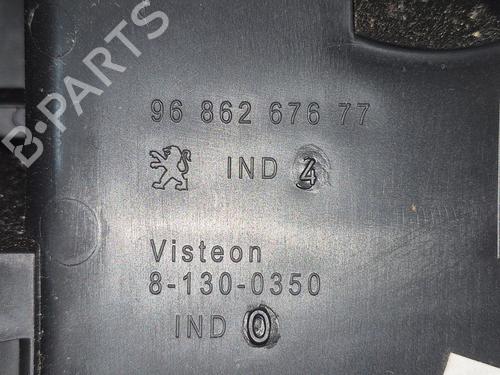 B-PARTS
96 862 676 77
IND 4
Visteon
8-130-0350
IND 0